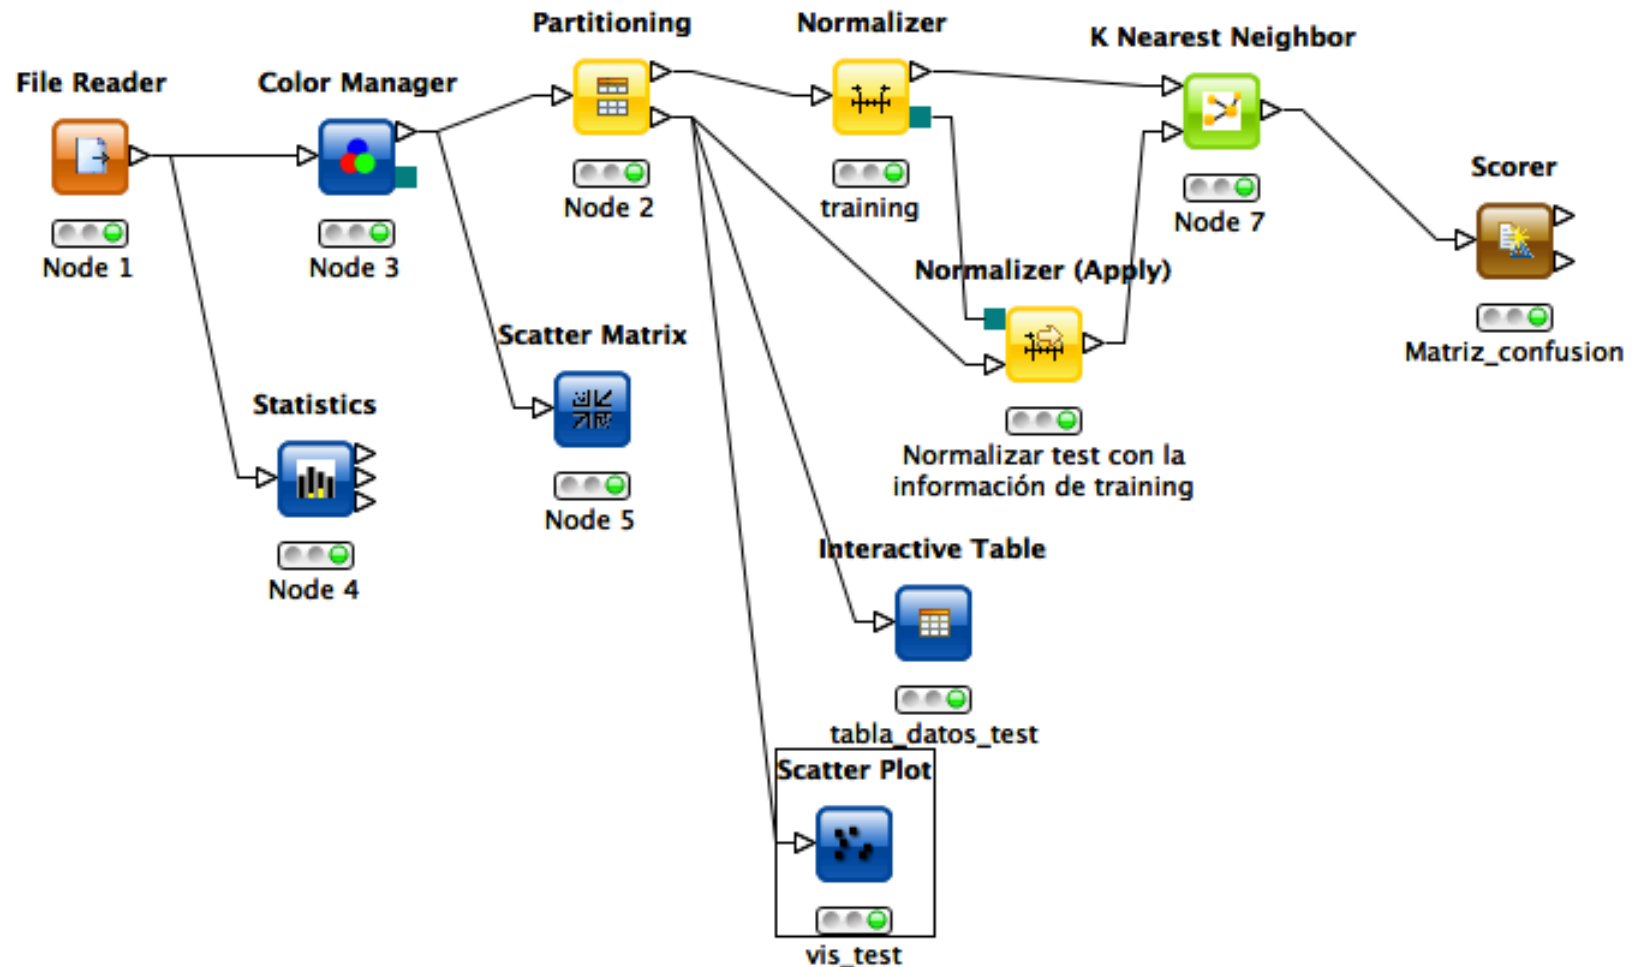 Partitioning
Normalizer
K Nearest Neighbor
File Reader
Color Manager
Scorer
Node 2
training
Node 7
Node 1
Node 3
Normalizer (Apply)
Matriz_confusion
Scatter Matrix
Statistics
Normalizar test con la
información de training
Node 5
Interactive Table
Node 4
tabla_datos_test
Scatter Plot
vis_test